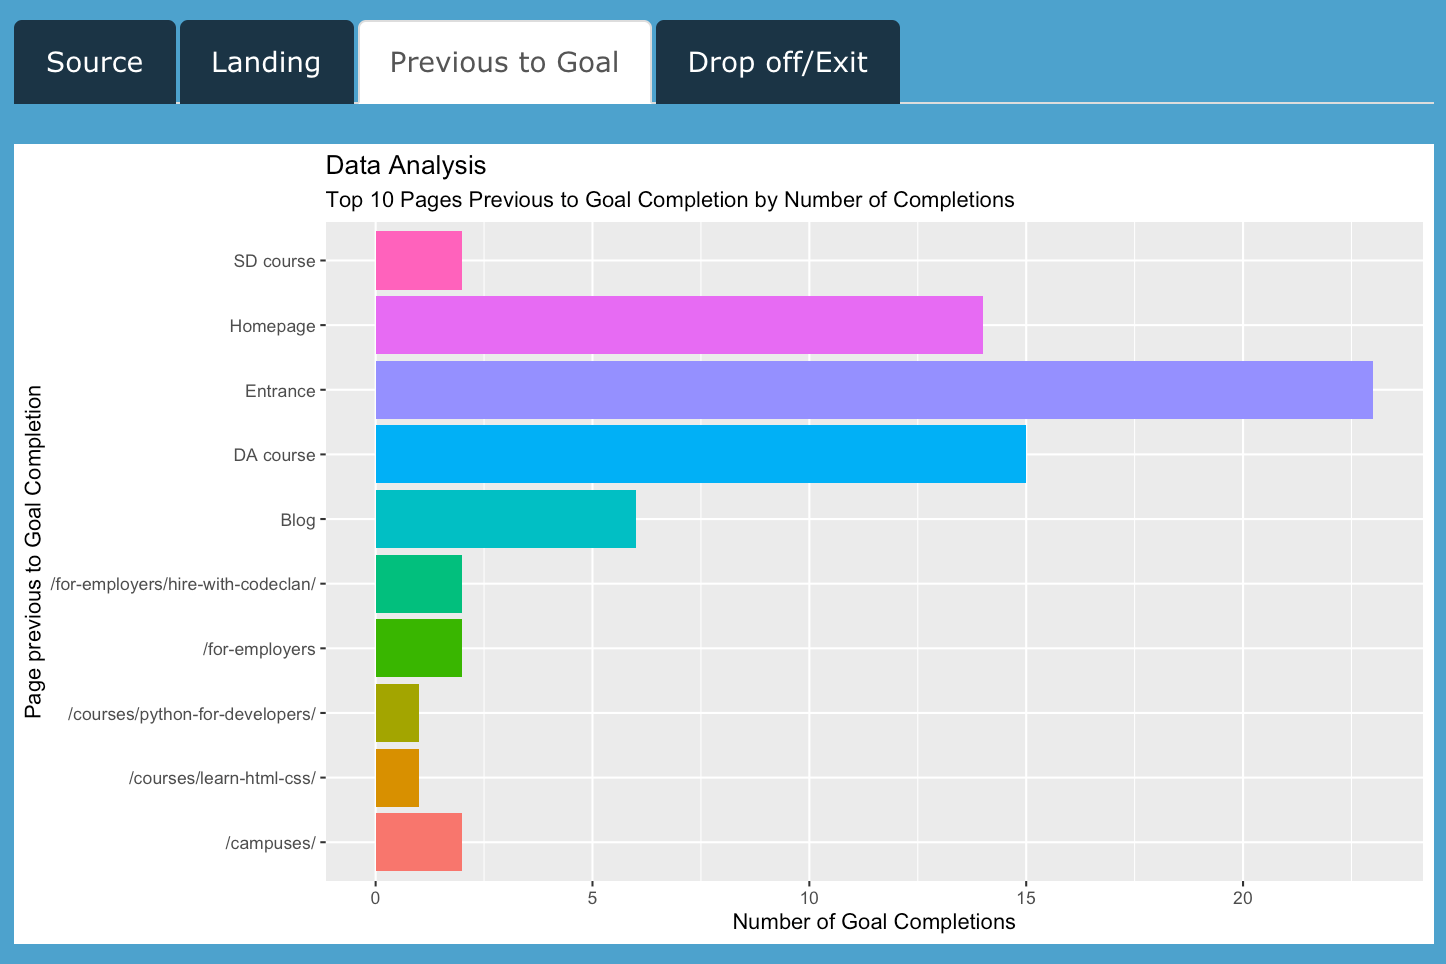 Source
Landing
Previous to Goal
Drop off/Exit
Data Analysis
Top 10 Pages Previous to Goal Completion by Number of Completions
Page previous to Goal Completion
SD course
Homepage
Entrance
DA course
Blog
/for-employers/hire-with-codeclan/
/for-employers
/courses/python-for-developers/
/courses/learn-html-css/
/campuses/
0 5 10 15 20
Number of Goal Completions